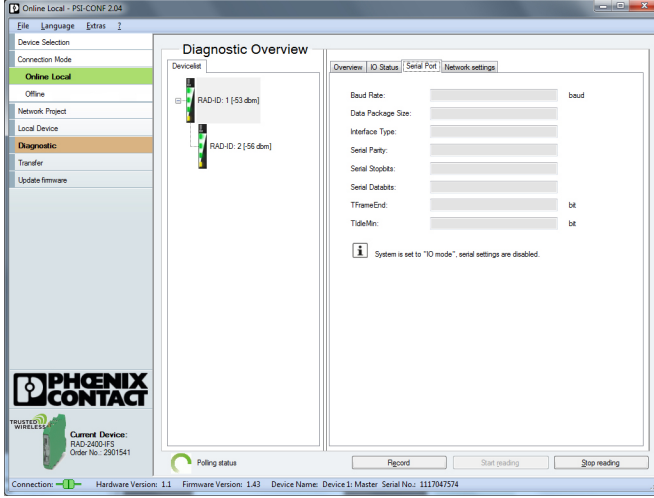 Online Local - PSI-CONF 2.04
File Language Extras ?
Device Selection
Connection Mode
Online Local
Offline
Network Project
Local Device
Diagnostic
Transfer
Update firmware
PHŒNIX
CONTACT
TRUSTED
WIRELESS
Current Device:
RAD-2400-IFS
Order No.: 2901541
Diagnostic Overview
Devicelist
RAD-ID: 1 [-53 dbm]
RAD-ID: 2 [-56 dbm]
Overview IO Status Serial Port Network settings
Baud Rate: baud
Data Package Size:
Interface Type:
Serial Parity:
Serial Stopbits:
Serial Databits:
TFrameEnd: bit
TIdleMin: bit
i System is set to "IO mode", serial settings are disabled.
Polling status
Record Start reading Stop reading
Connection: Hardware Version: 1.1 Firmware Version: 1.43 Device Name: Device 1: Master Serial No.: 1117047574